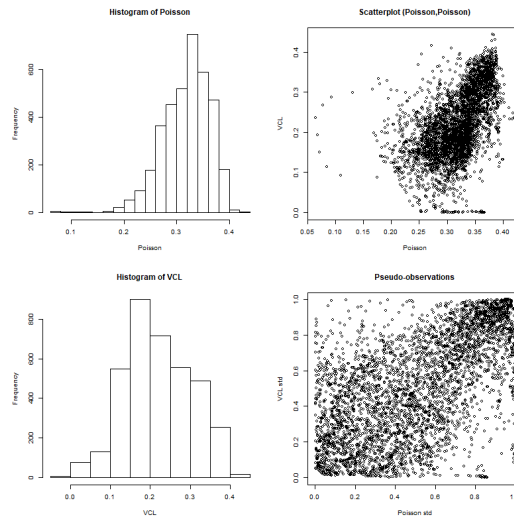 Histogram of Poisson
Frequency
0 200 400 600
0.1 0.2 0.3 0.4
Poisson
Scatterplot (Poisson,Poisson)
VCL
0.0 0.1 0.2 0.3 0.4
0.05 0.10 0.15 0.20 0.25 0.30 0.35 0.40
Poisson
Histogram of VCL
Frequency
0 200 400 600 800
0.0 0.1 0.2 0.3 0.4
VCL
Pseudo-observations
VCL std
0.0 0.2 0.4 0.6 0.8 1.0
0.0 0.2 0.4 0.6 0.8
Poisson std